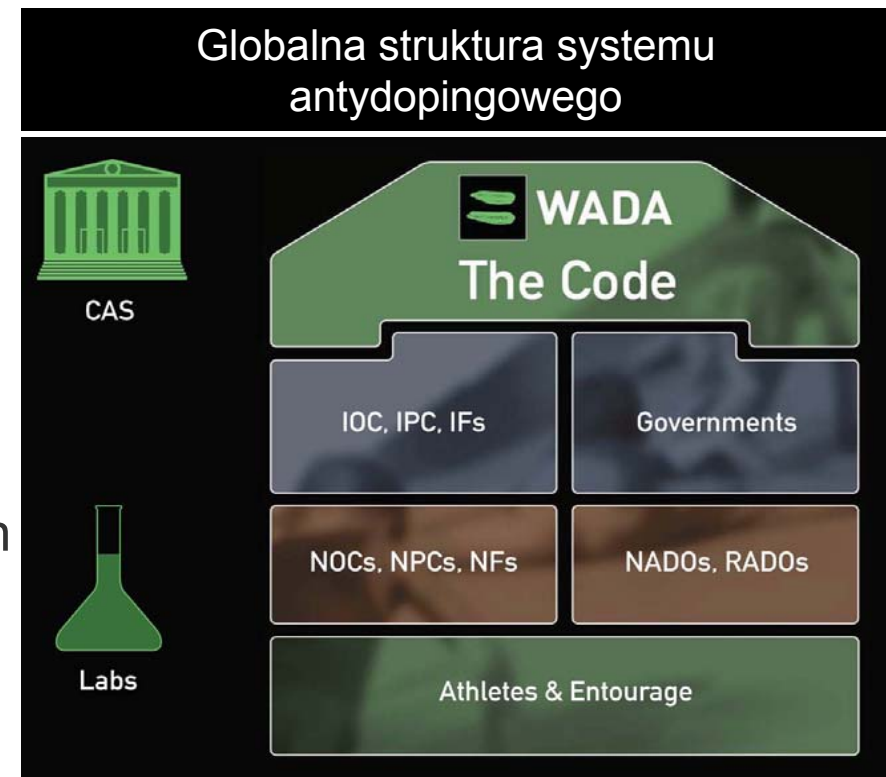 Globalna struktura systemu
antydopingowego
WADA
The Code
CAS
IOC, IPC, IFs
Governments
NOCs, NPCs, NFs
NADOs, RADOs
Labs
Athletes & Entourage